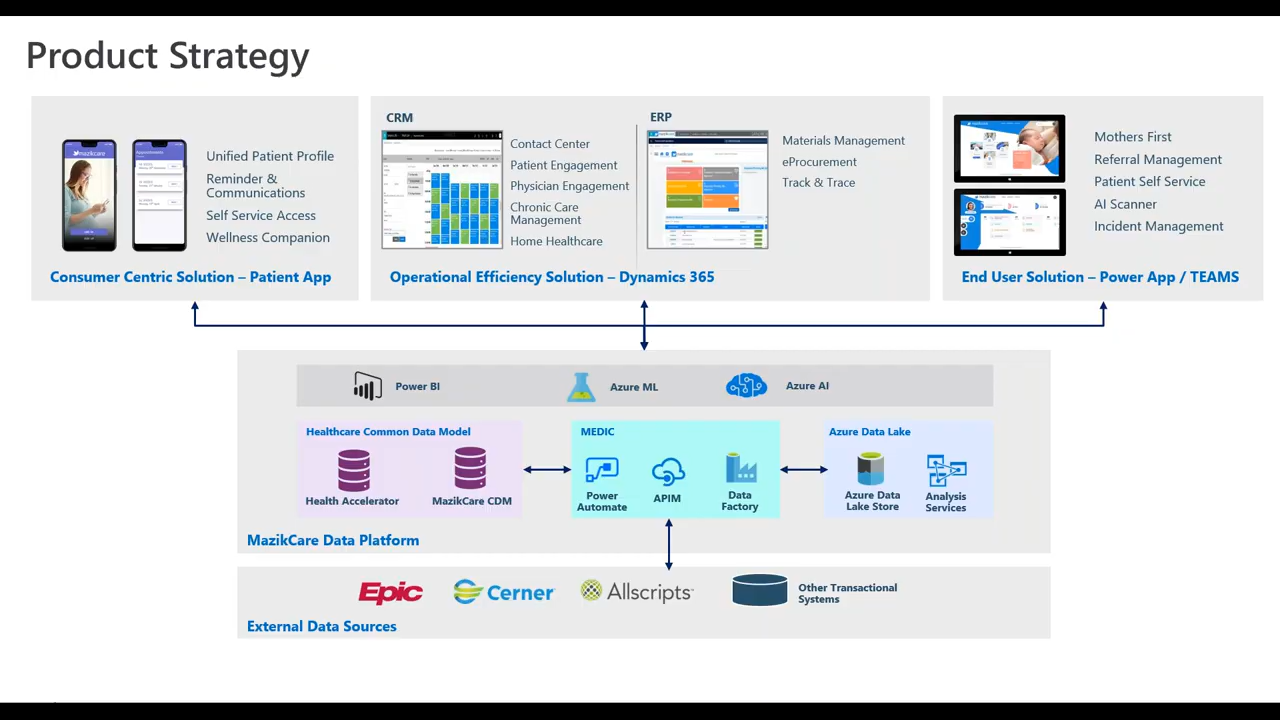 Product Strategy
mazikcare
Unified Patient Profile
Reminder &
Communications
Self Service Access
Wellness Companion
Consumer Centric Solution – Patient App
CRM
Contact Center
Patient Engagement
Physician Engagement
Chronic Care
Management
Home Healthcare
ERP
Materials Management
eProcurement
Track & Trace
Operational Efficiency Solution – Dynamics 365
Mothers First
Referral Management
Patient Self Service
AI Scanner
Incident Management
End User Solution – Power App / TEAMS
Power BI
Azure ML
Azure AI
Healthcare Common Data Model
Health Accelerator
MazikCare CDM
MEDIC
Power
Automate
APIM
Data
Factory
Azure Data Lake
Azure Data
Lake Store
Analysis
Services
MazikCare Data Platform
Epic
Cerner
Allscripts
Other Transactional
Systems
External Data Sources